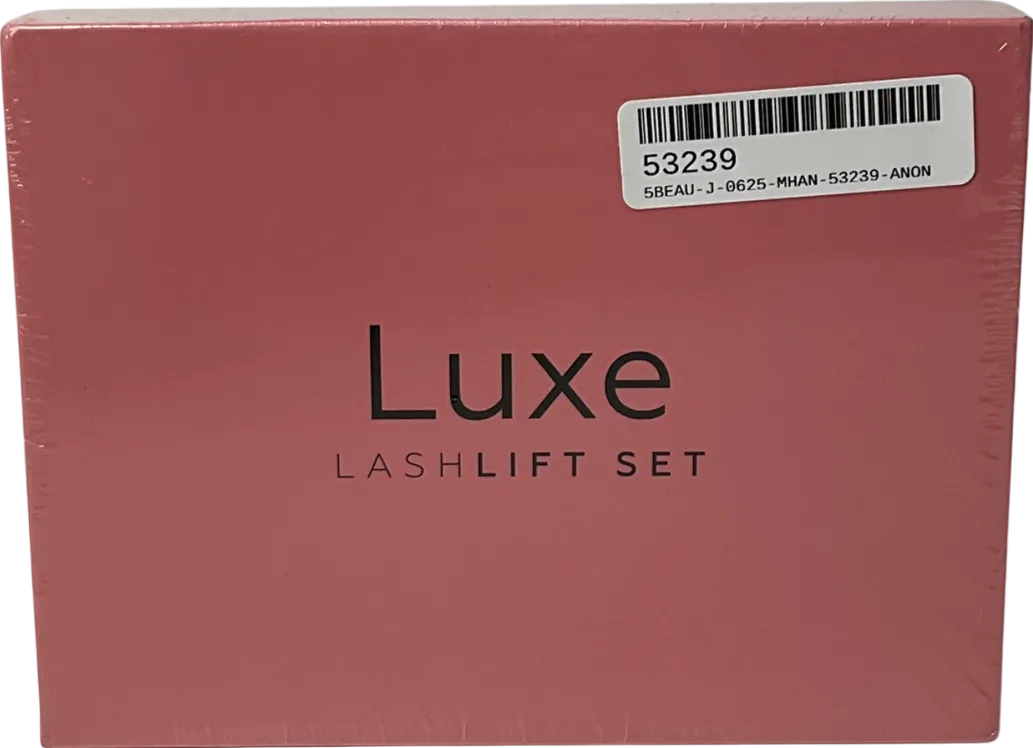 53239
5BEAU-J-0625-MHAN-53239-ANON
Luxe
LASHLIFT SET